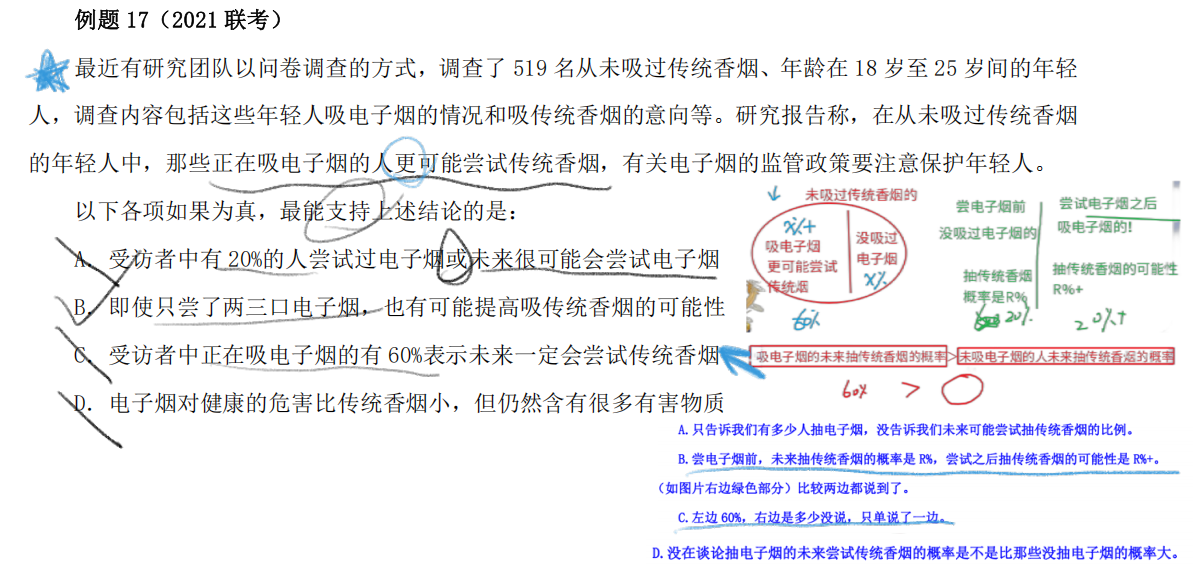 例题 17（2021 联考）
最近有研究团队以问卷调查的方式，调查了 519 名从未吸过传统香烟、年龄在 18 岁至 25 岁间的年轻
人，调查内容包括这些年轻人吸电子烟的情况和吸传统香烟的意向等。研究报告称，在从未吸过传统香烟
的年轻人中，那些正在吸电子烟的人更可能尝试传统香烟，有关电子烟的监管政策要注意保护年轻人。
以下各项如果为真，最能支持上述结论的是：
A．受访者中有 20%的人尝试过电子烟或未来很可能会尝试电子烟
B．即使只尝了两三口电子烟，也有可能提高吸传统香烟的可能性
C．受访者中正在吸电子烟的有 60%表示未来一定会尝试传统香烟
D．电子烟对健康的危害比传统香烟小，但仍然含有很多有害物质
未吸过传统香烟的
x%+
吸电子烟
更可能尝试
传统烟
没吸过
电子烟
x%
60%
尝电子烟前
没吸过电子烟的
抽传统香烟
概率是R%
20%
尝试电子烟之后
吸电子烟的!
抽传统香烟的可能性
R%+
20%+
吸电子烟的未来抽传统香烟的概率>未吸电子烟的人未来抽传统香烟的概率
60% >
A.只告诉我们有多少人抽电子烟，没告诉我们未来可能尝试抽传统香烟的比例。
B.尝电子烟前，未来抽传统香烟的概率是R%，尝试之后抽传统香烟的可能性是R%+。
（如图片右边绿色部分）比较两边都说到了。
C.左边60%，右边是多少没说，只单说了一边。
D.没在谈论抽电子烟的未来尝试传统香烟的概率是不是比那些没抽电子烟的概率大。